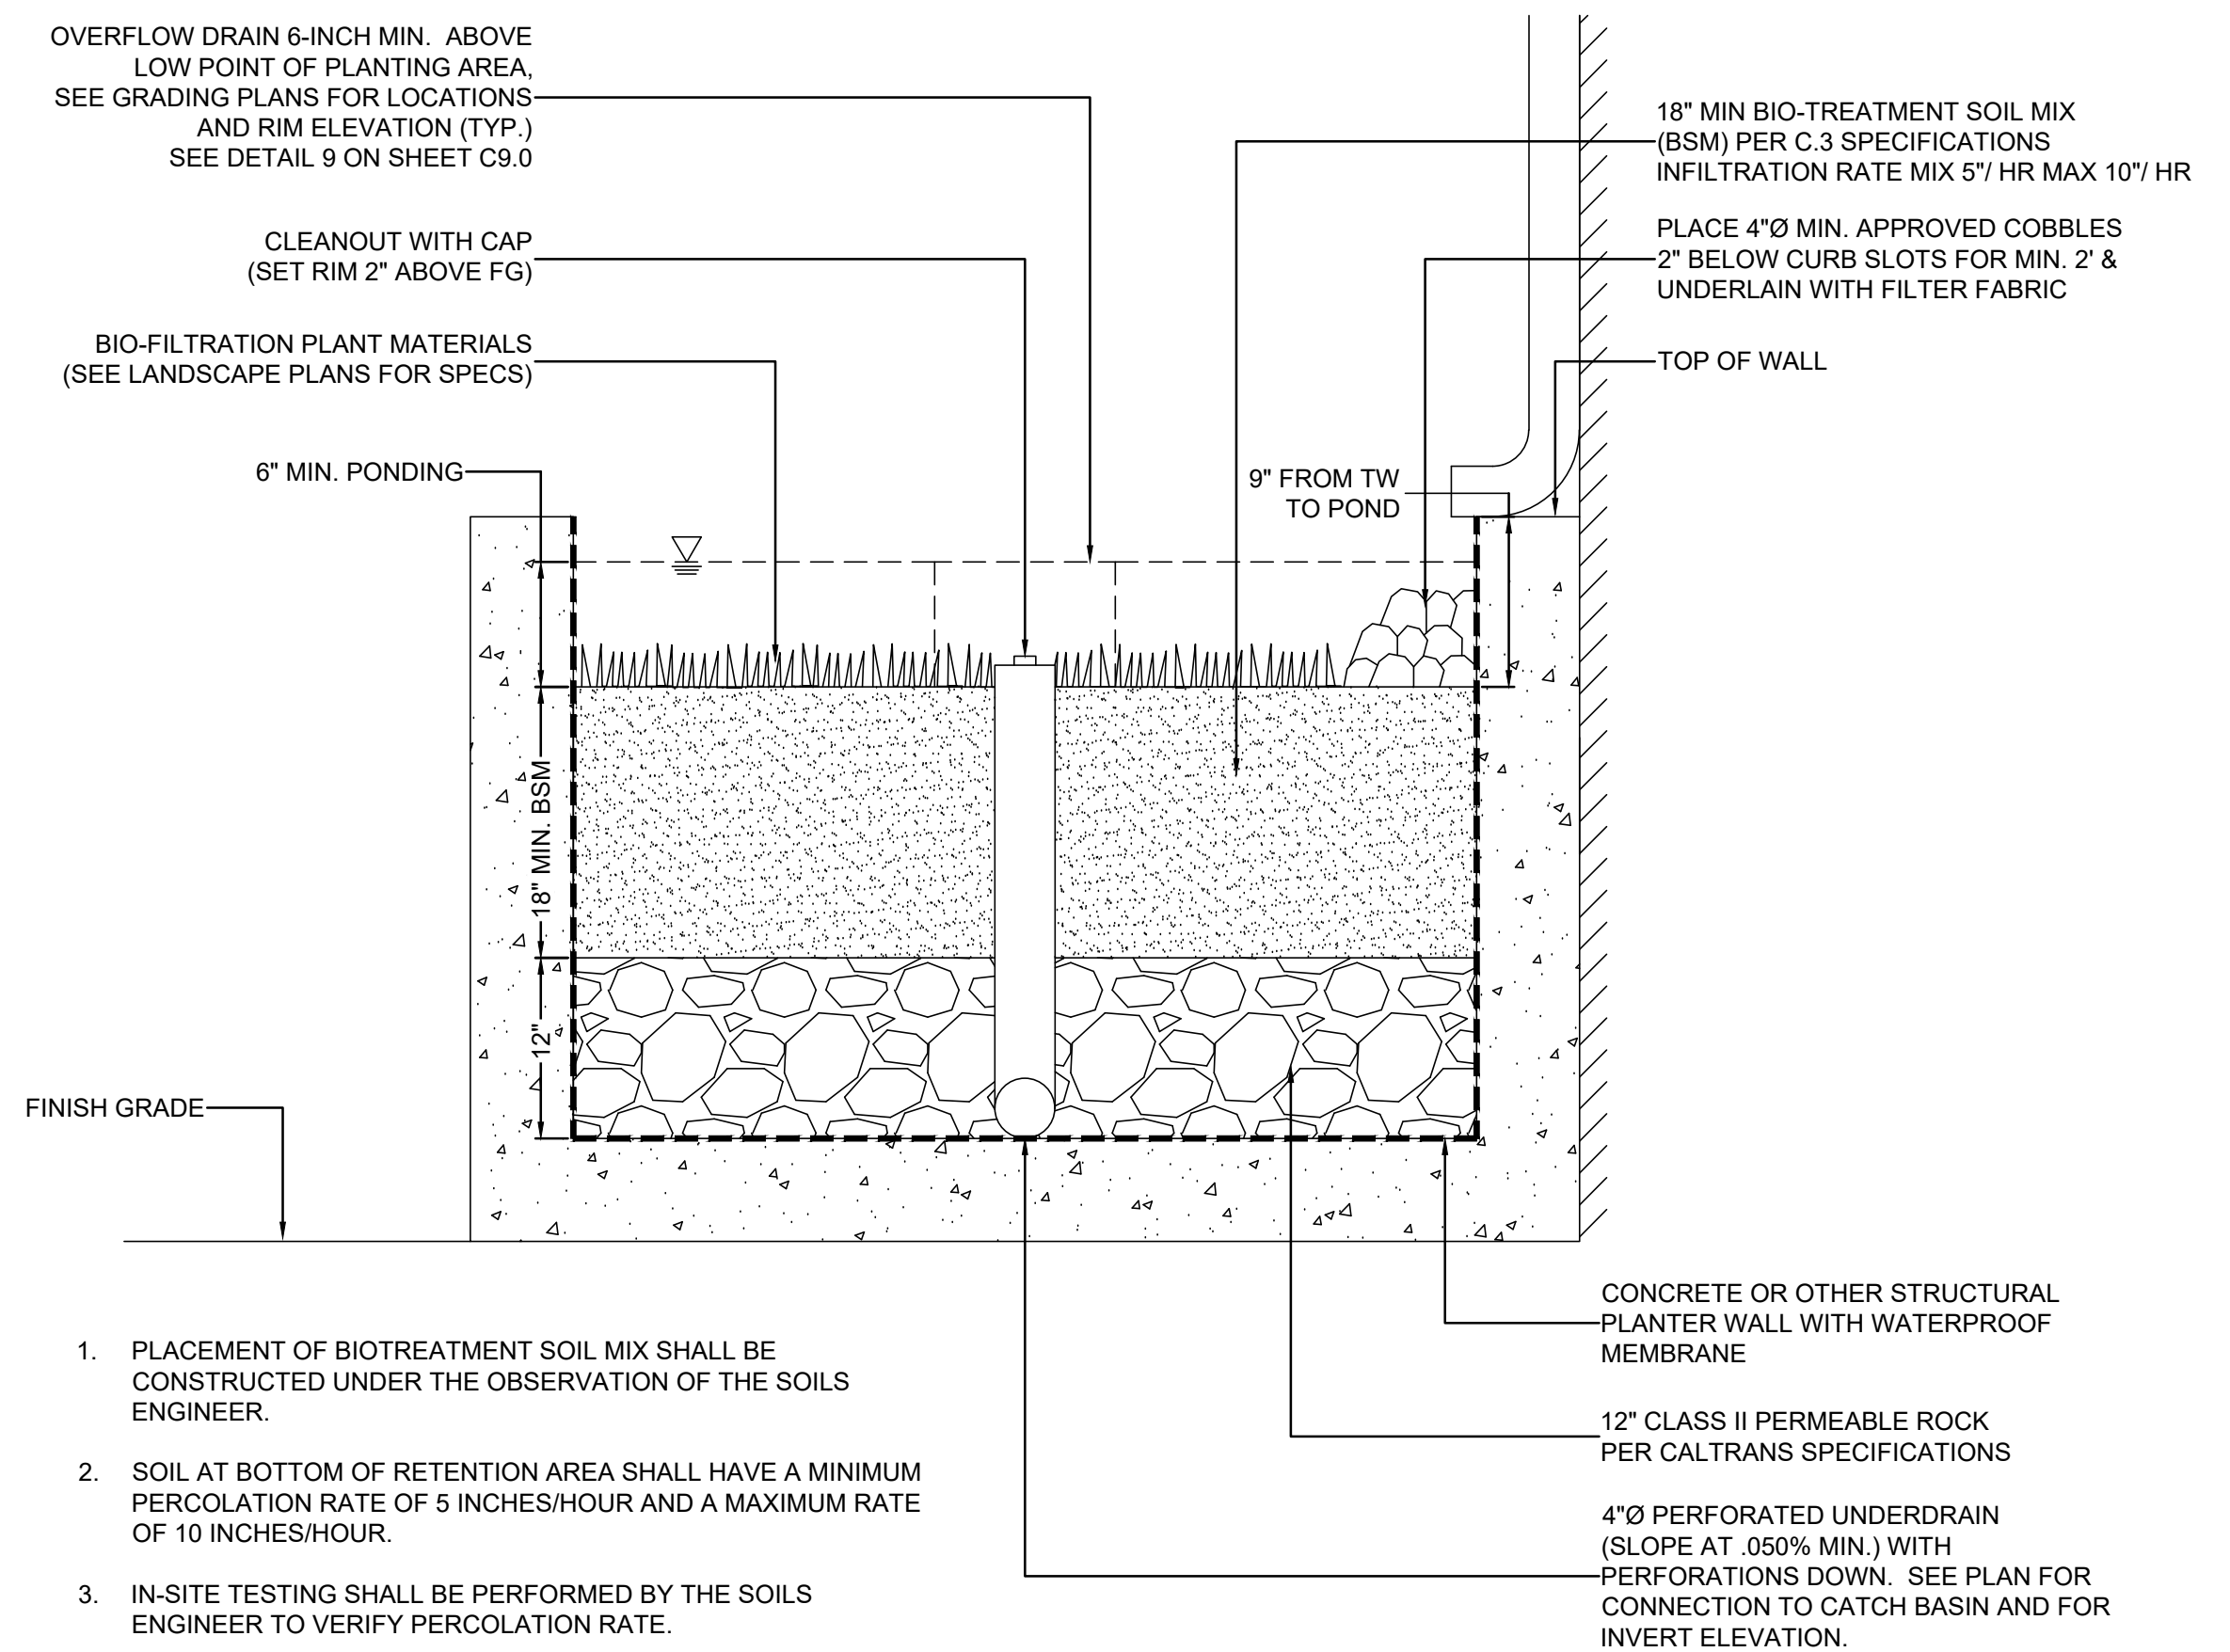 OVERFLOW DRAIN 6-INCH MIN. ABOVE
LOW POINT OF PLANTING AREA,
SEE GRADING PLANS FOR LOCATIONS
AND RIM ELEVATION (TYP.)
SEE DETAIL 9 ON SHEET C9.0
CLEANOUT WITH CAP
(SET RIM 2" ABOVE FG)
BIO-FILTRATION PLANT MATERIALS
(SEE LANDSCAPE PLANS FOR SPECS)
6" MIN. PONDING
18" MIN BIO-TREATMENT SOIL MIX
(BSM) PER C.3 SPECIFICATIONS
INFILTRATION RATE MIX 5"/ HR MAX 10"/ HR
PLACE 4"Ø MIN. APPROVED COBBLES
2" BELOW CURB SLOTS FOR MIN. 2' &
UNDERLAIN WITH FILTER FABRIC
TOP OF WALL
9" FROM TW
TO POND
18" MIN. BSM
12"
FINISH GRADE
CONCRETE OR OTHER STRUCTURAL
PLANTER WALL WITH WATERPROOF
MEMBRANE
12" CLASS II PERMEABLE ROCK
PER CALTRANS SPECIFICATIONS
4"Ø PERFORATED UNDERDRAIN
(SLOPE AT .050% MIN.) WITH
PERFORATIONS DOWN. SEE PLAN FOR
CONNECTION TO CATCH BASIN AND FOR
INVERT ELEVATION.
1. PLACEMENT OF BIOTREATMENT SOIL MIX SHALL BE
CONSTRUCTED UNDER THE OBSERVATION OF THE SOILS
ENGINEER.
2. SOIL AT BOTTOM OF RETENTION AREA SHALL HAVE A MINIMUM
PERCOLATION RATE OF 5 INCHES/HOUR AND A MAXIMUM RATE
OF 10 INCHES/HOUR.
3. IN-SITE TESTING SHALL BE PERFORMED BY THE SOILS
ENGINEER TO VERIFY PERCOLATION RATE.